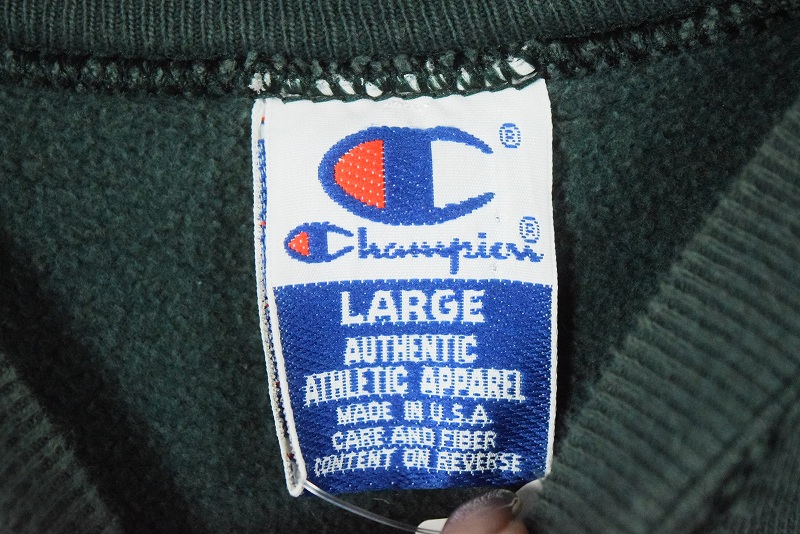 ®
Champion®
LARGE
AUTHENTIC
ATHLETIC APPAREL
MADE IN U.S.A.
CARE AND FIBER
CONTENT ON REVERSE